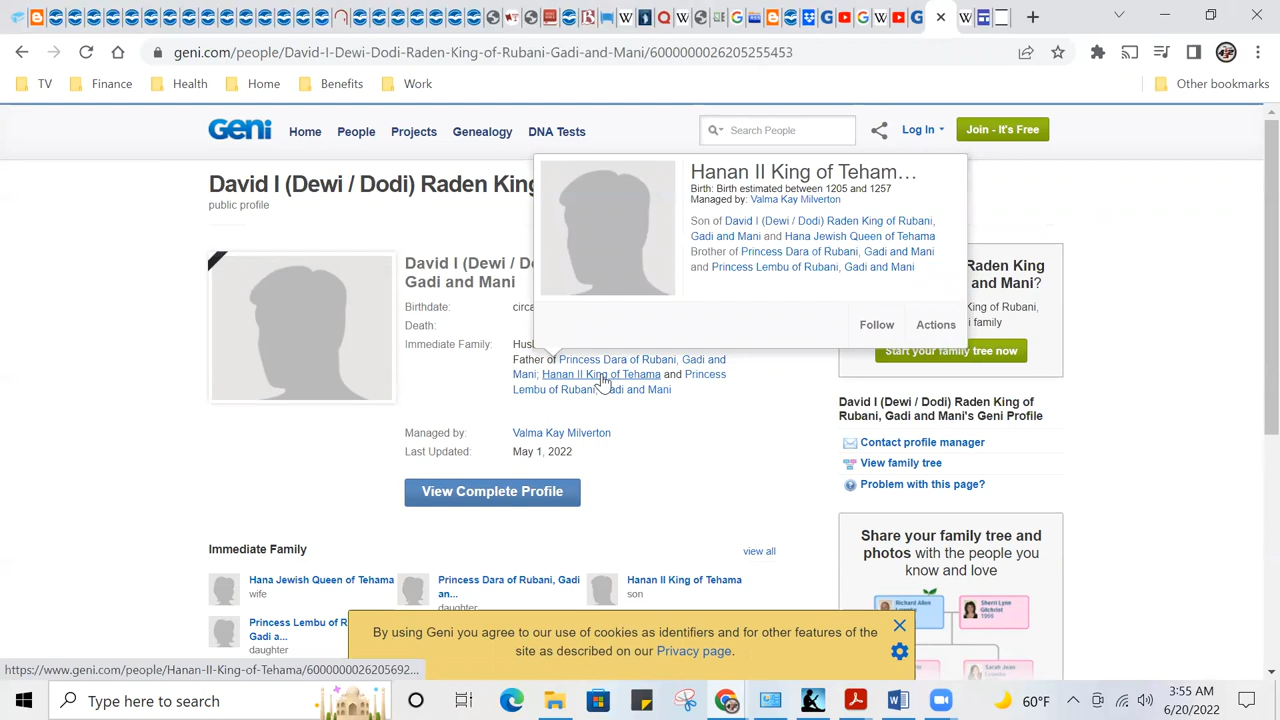 geni.com/people/David-I-Dewi-Dodi-Raden-King-of-Rubani-Gadi-and-Mani/6000000026205255453
TV
Finance
Health
Home
Benefits
Work
Other bookmarks
Geni
Home
People
Projects
Genealogy
DNA Tests
Search People
Log In
Join - It's Free
David I (Dewi / Dodi) Raden King
public profile
Hanan II King of Teham…
Birth: Birth estimated between 1205 and 1257
Managed by: Valma Kay Milverton
Son of David I (Dewi / Dodi) Raden King of Rubani,
Gadi and Mani and Hana Jewish Queen of Tehama
Brother of Princess Dara of Rubani, Gadi and Mani
and Princess Lembu of Rubani, Gadi and Mani
Follow
Actions
David I (Dewi / D
Gadi and Mani
Birthdate: circa
Death:
Immediate Family:
Father of Princess Dara of Rubani, Gadi and
Mani; Hanan II King of Tehama and Princess
Lembu of Rubani, Gadi and Mani
Managed by: Valma Kay Milverton
Last Updated: May 1, 2022
View Complete Profile
Raden King
d Mani?
King of Rubani,
family
Start your family tree now
David I (Dewi / Dodi) Raden King of
Rubani, Gadi and Mani's Geni Profile
Contact profile manager
View family tree
Problem with this page?
Share your family tree and
photos with the people you
know and love
Richard Allen
Sherri Lynn
Gilchrist
Immediate Family
view all
Hana Jewish Queen of Tehama
wife
Princess Dara of Rubani, Gadi
an...
daughter
Hanan II King of Tehama
son
Princess Lembu of R
Gadi a...
daughter
By using Geni you agree to our use of cookies as identifiers and for other features of the
site as described on our Privacy page.
https://www.geni.com/people/Hanan-II-King-of-Tehama/600000002620569​2...
Type here to search
60°F
3:55 AM
6/20/2022